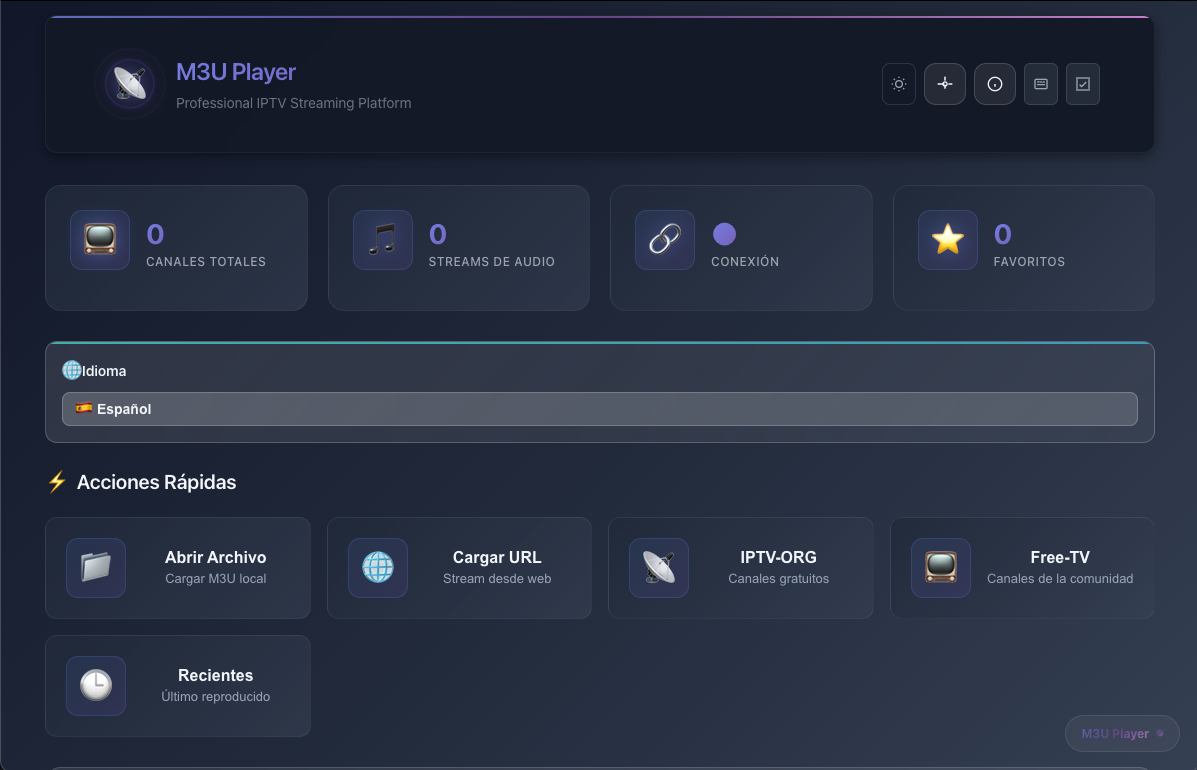 M3U Player
Professional IPTV Streaming Platform
0
CANALES TOTALES
0
STREAMS DE AUDIO
CONEXIÓN
0
FAVORITOS
Idioma
Español
Acciones Rápidas
Abrir Archivo
Cargar M3U local
Cargar URL
Stream desde web
IPTV-ORG
Canales gratuitos
Free-TV
Canales de la comunidad
Recientes
Último reproducido
M3U Player